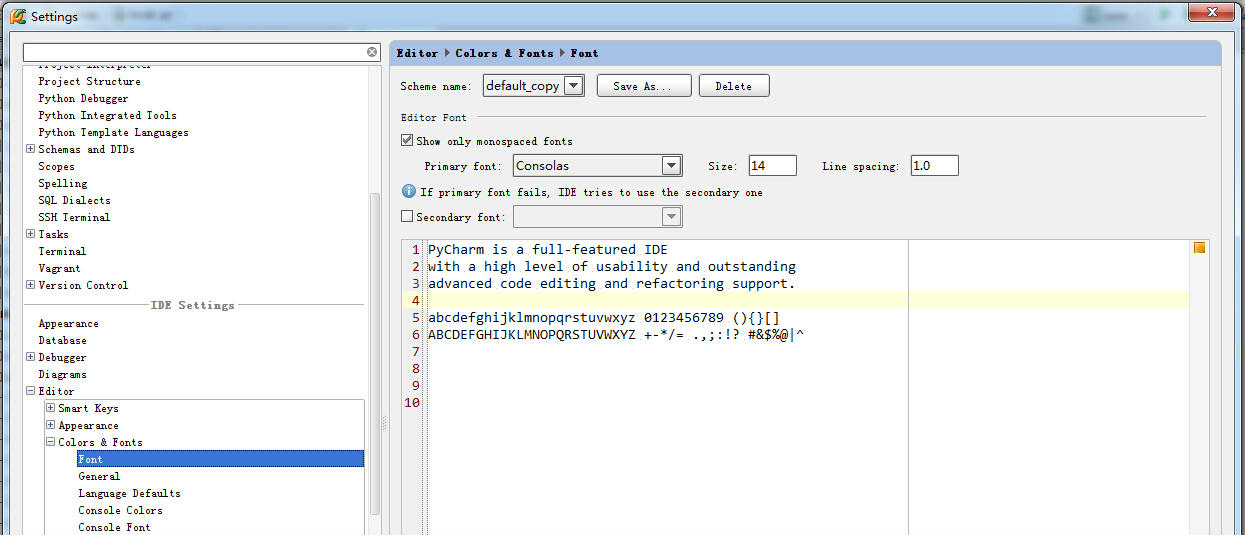 Settings
Project Interpreter
Project Structure
Python Debugger
Python Integrated Tools
Python Template Languages
Schemas and DTDs
Scopes
Spelling
SQL Dialects
SSH Terminal
Tasks
Terminal
Vagrant
Version Control
IDE Settings
Appearance
Database
Debugger
Diagrams
Editor
Smart Keys
Appearance
Colors & Fonts
Font
General
Language Defaults
Console Colors
Console Font
Editor Colors & Fonts Font
Scheme name: default_copy Save As... Delete
Editor Font
Show only monospaced fonts
Primary font: Consolas Size: 14 Line spacing: 1.0
If primary font fails, IDE tries to use the secondary one
Secondary font:
1 PyCharm is a full-featured IDE
2 with a high level of usability and outstanding
3 advanced code editing and refactoring support.
4
5 abcdefghijklmnopqrstuvwxyz 0123456789 (){}[]
6 ABCDEFGHIJKLMNOPQRSTUVWXYZ +-*/= .,;:!? #&$%@|^
7
8
9
10